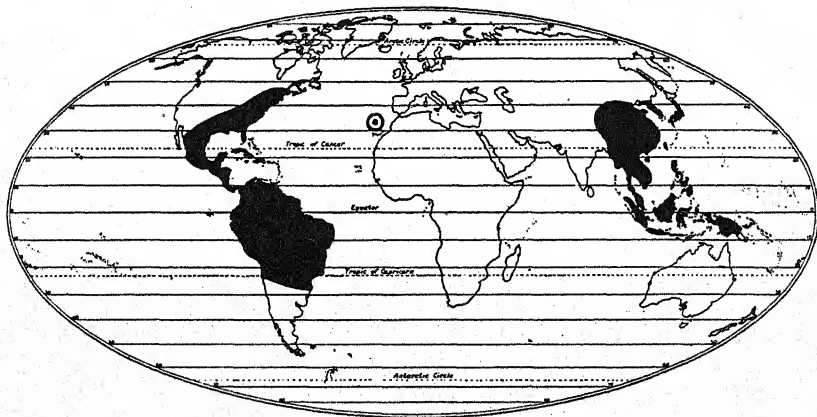 Arctic Circle
Tropic of Cancer
Equator
Tropic of Capricorn
Antarctic Circle